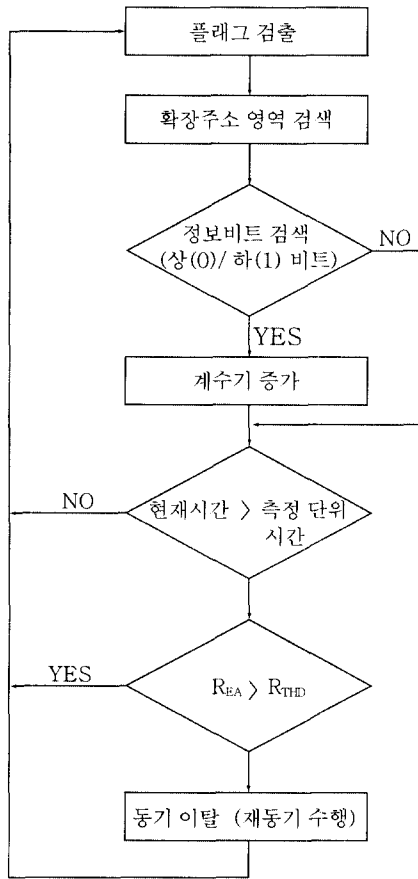 플래그 검출
확장주소 영역 검색
정보비트 검색
(상(0)/ 하(1) 비트)
NO
YES
계수기 증가
NO
현재시간 > 측정 단위
시간
YES
R_EA > R_THD
동기 이탈 (재동기 수행)